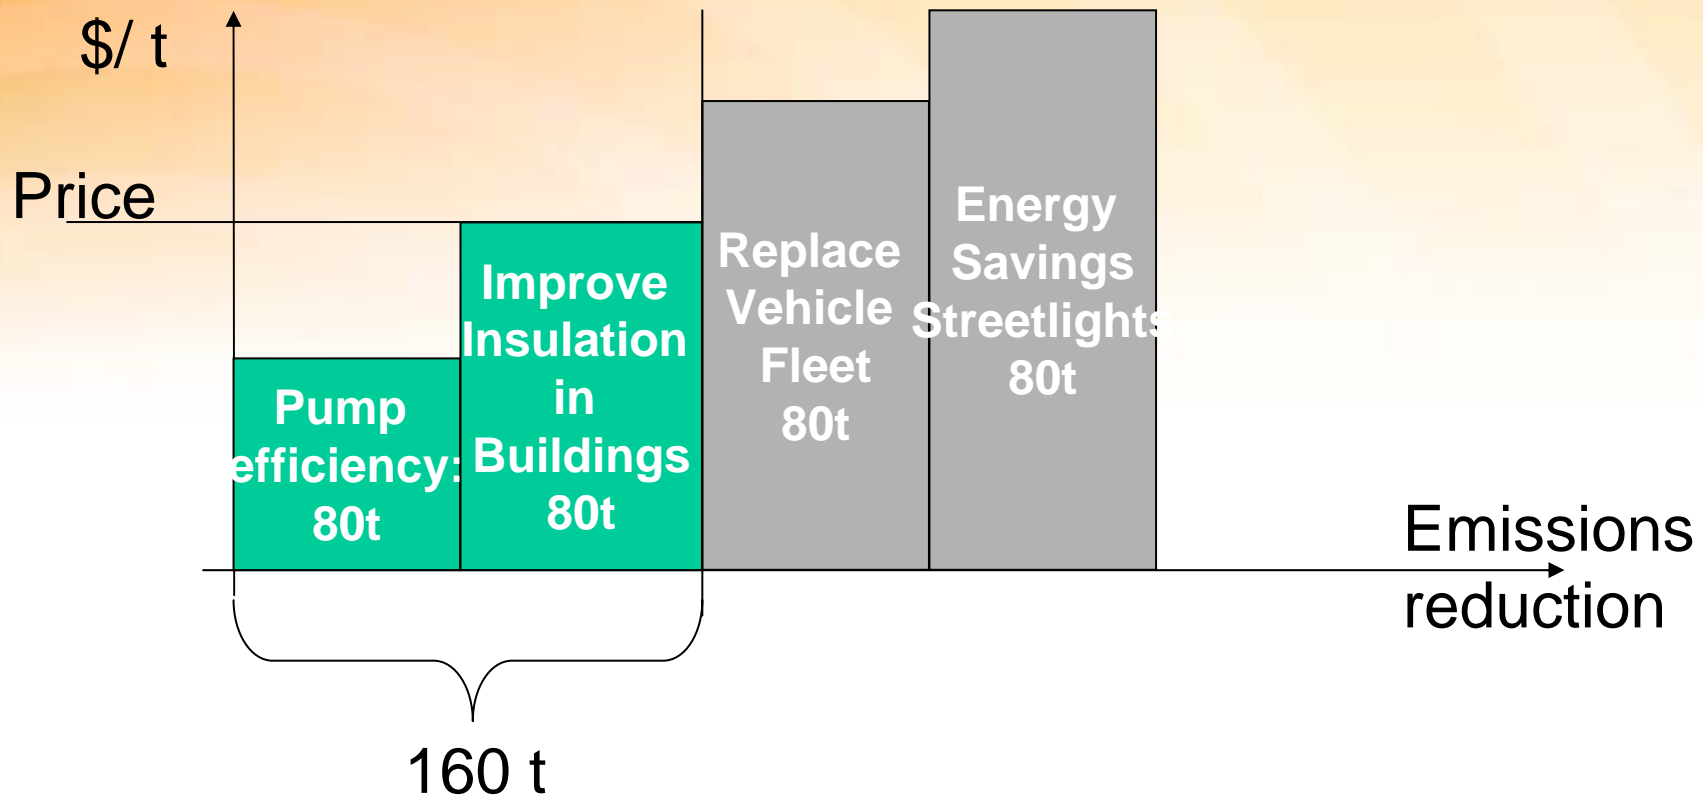 $/ t
Price
Pump
efficiency:
80t
Improve
Insulation
in
Buildings
80t
Replace
Vehicle
Fleet
80t
Energy
Savings
Streetlights
80t
Emissions
reduction
160 t